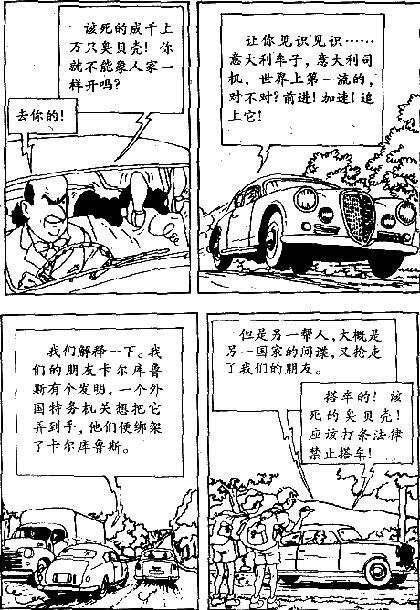 该死的成千上
万只臭贝壳！你
就不能象人家一
样开吗？
去你的！
让你见识见识……
意大利车子，意大利司
机，世界上第一流的，
对不对？前进！加速！追
上它！
我们解释一下。我
们的朋友卡尔库鲁
斯有个发明，一个外
国特务机关想把它
弄到手，他们便绑架
了卡尔库鲁斯。
但是另一帮人，大概是
另一国家的间谍，又抢走
了我们的朋友。
搭车的！该
死的臭贝壳！
应该打条法律
禁止搭车！